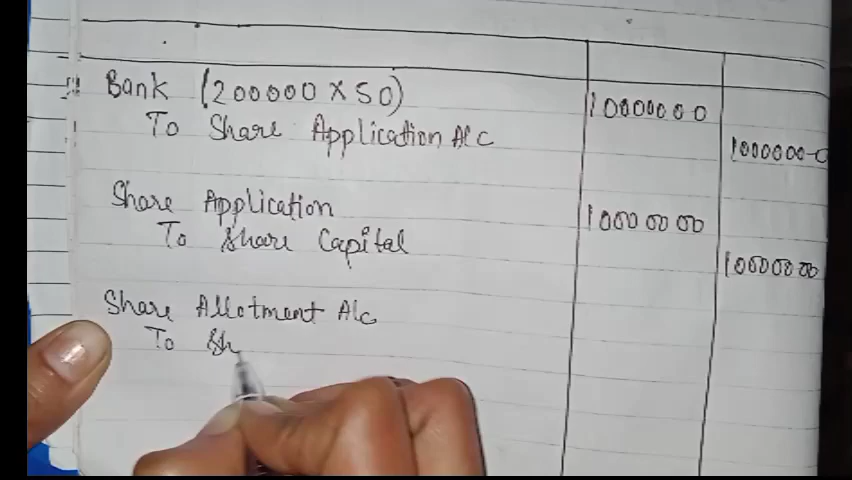 Bank (200000 X 50) 10000000
To Share Application A/c 1000000-0
Share Application 10000000
To Share Capital 10000000
Share Allotment A/c
To Sh